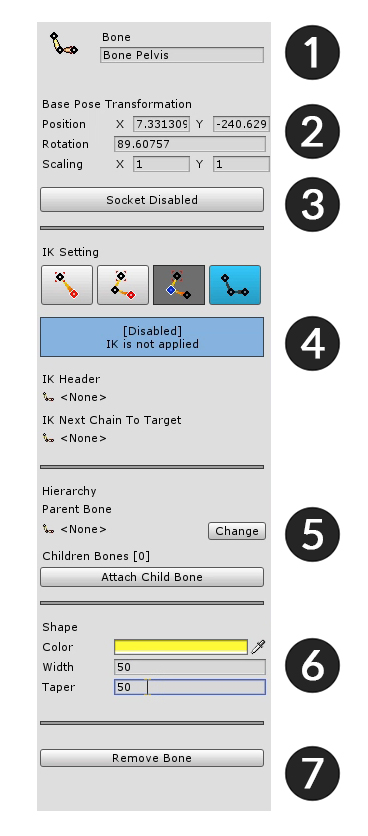 Bone
Bone Pelvis
1
Base Pose Transformation
Position X 7.331309 Y -240.629
2
Rotation 89.60757
Scaling X 1 Y 1
Socket Disabled
3
IK Setting
[Disabled]
IK is not applied
4
IK Header
<None>
IK Next Chain To Target
<None>
Hierarchy
Parent Bone
<None> Change
5
Children Bones [0]
Attach Child Bone
Shape
Color
6
Width 50
Taper 50
Remove Bone
7